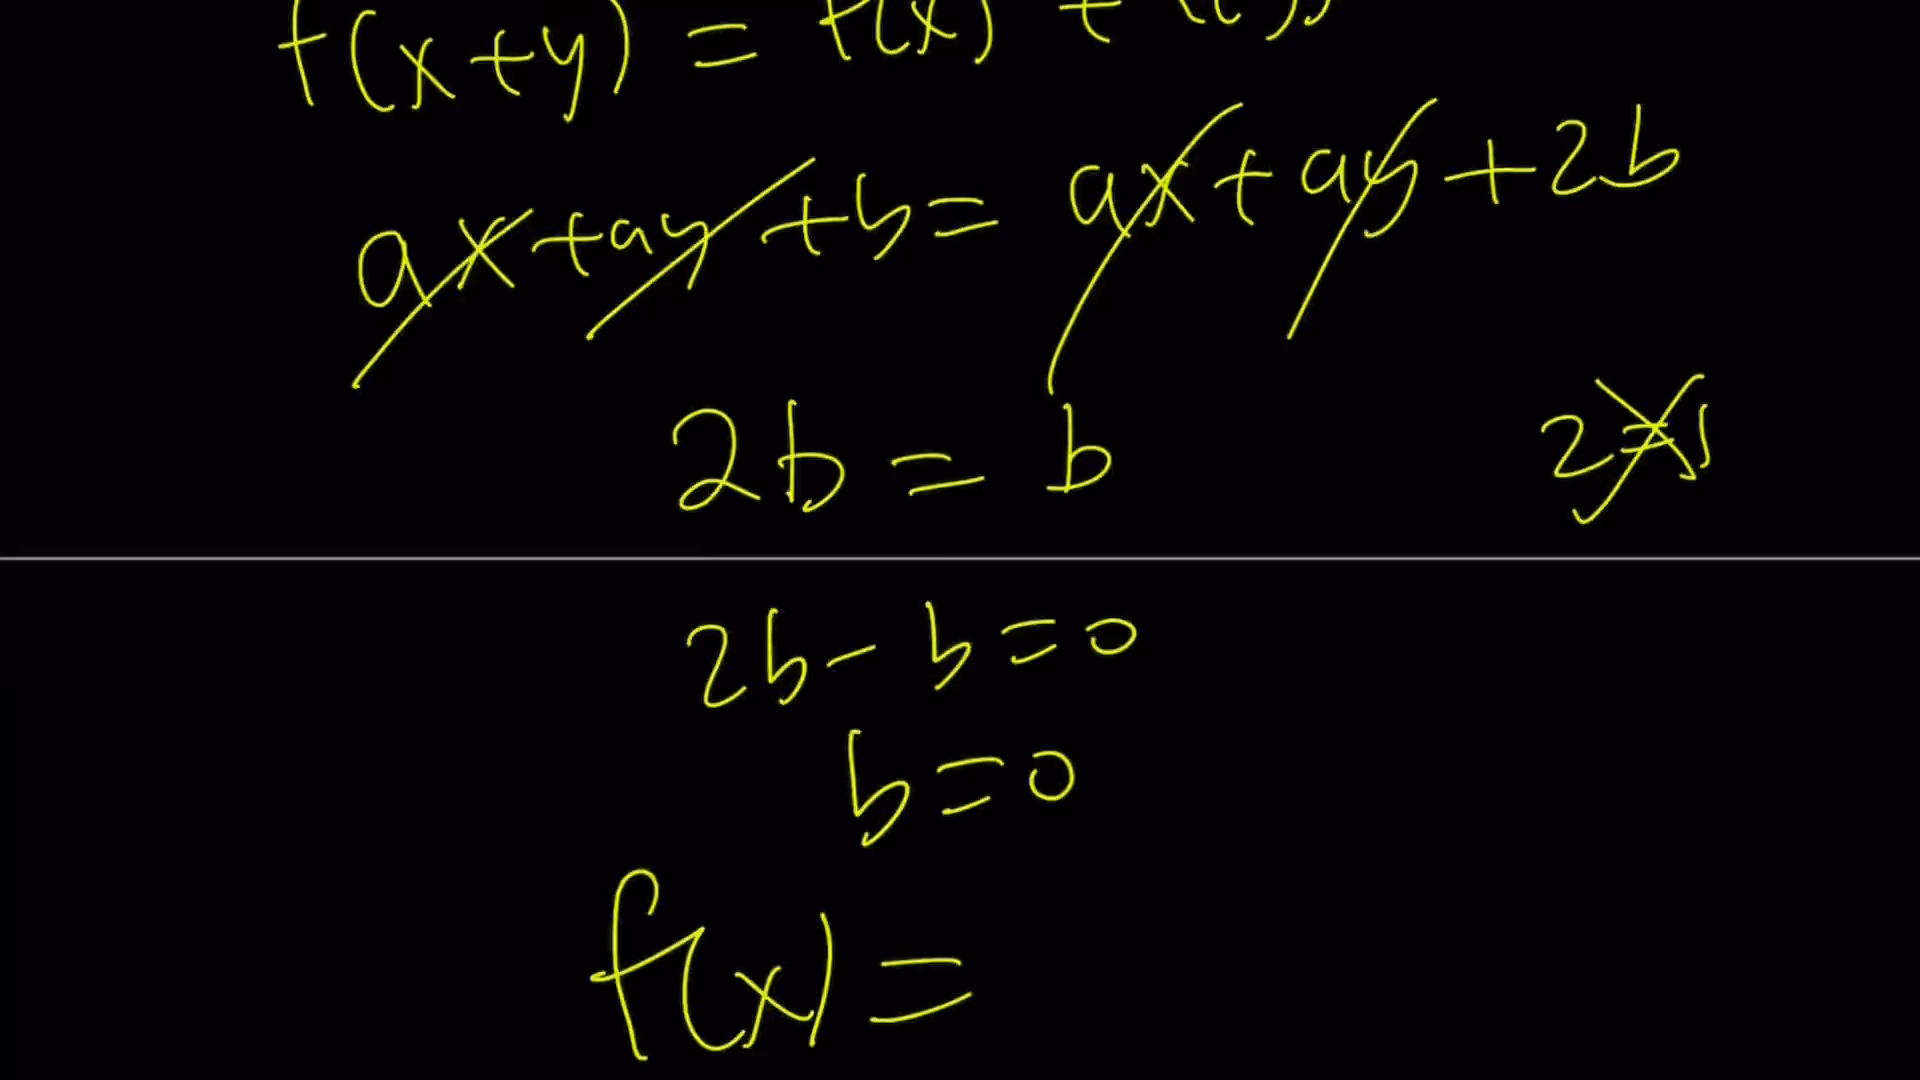 f(x+y) = f(x) +
ax+ay+b= ax+ay+2b
2b = b
2=1
2b-b=0
b=0
f(x)=